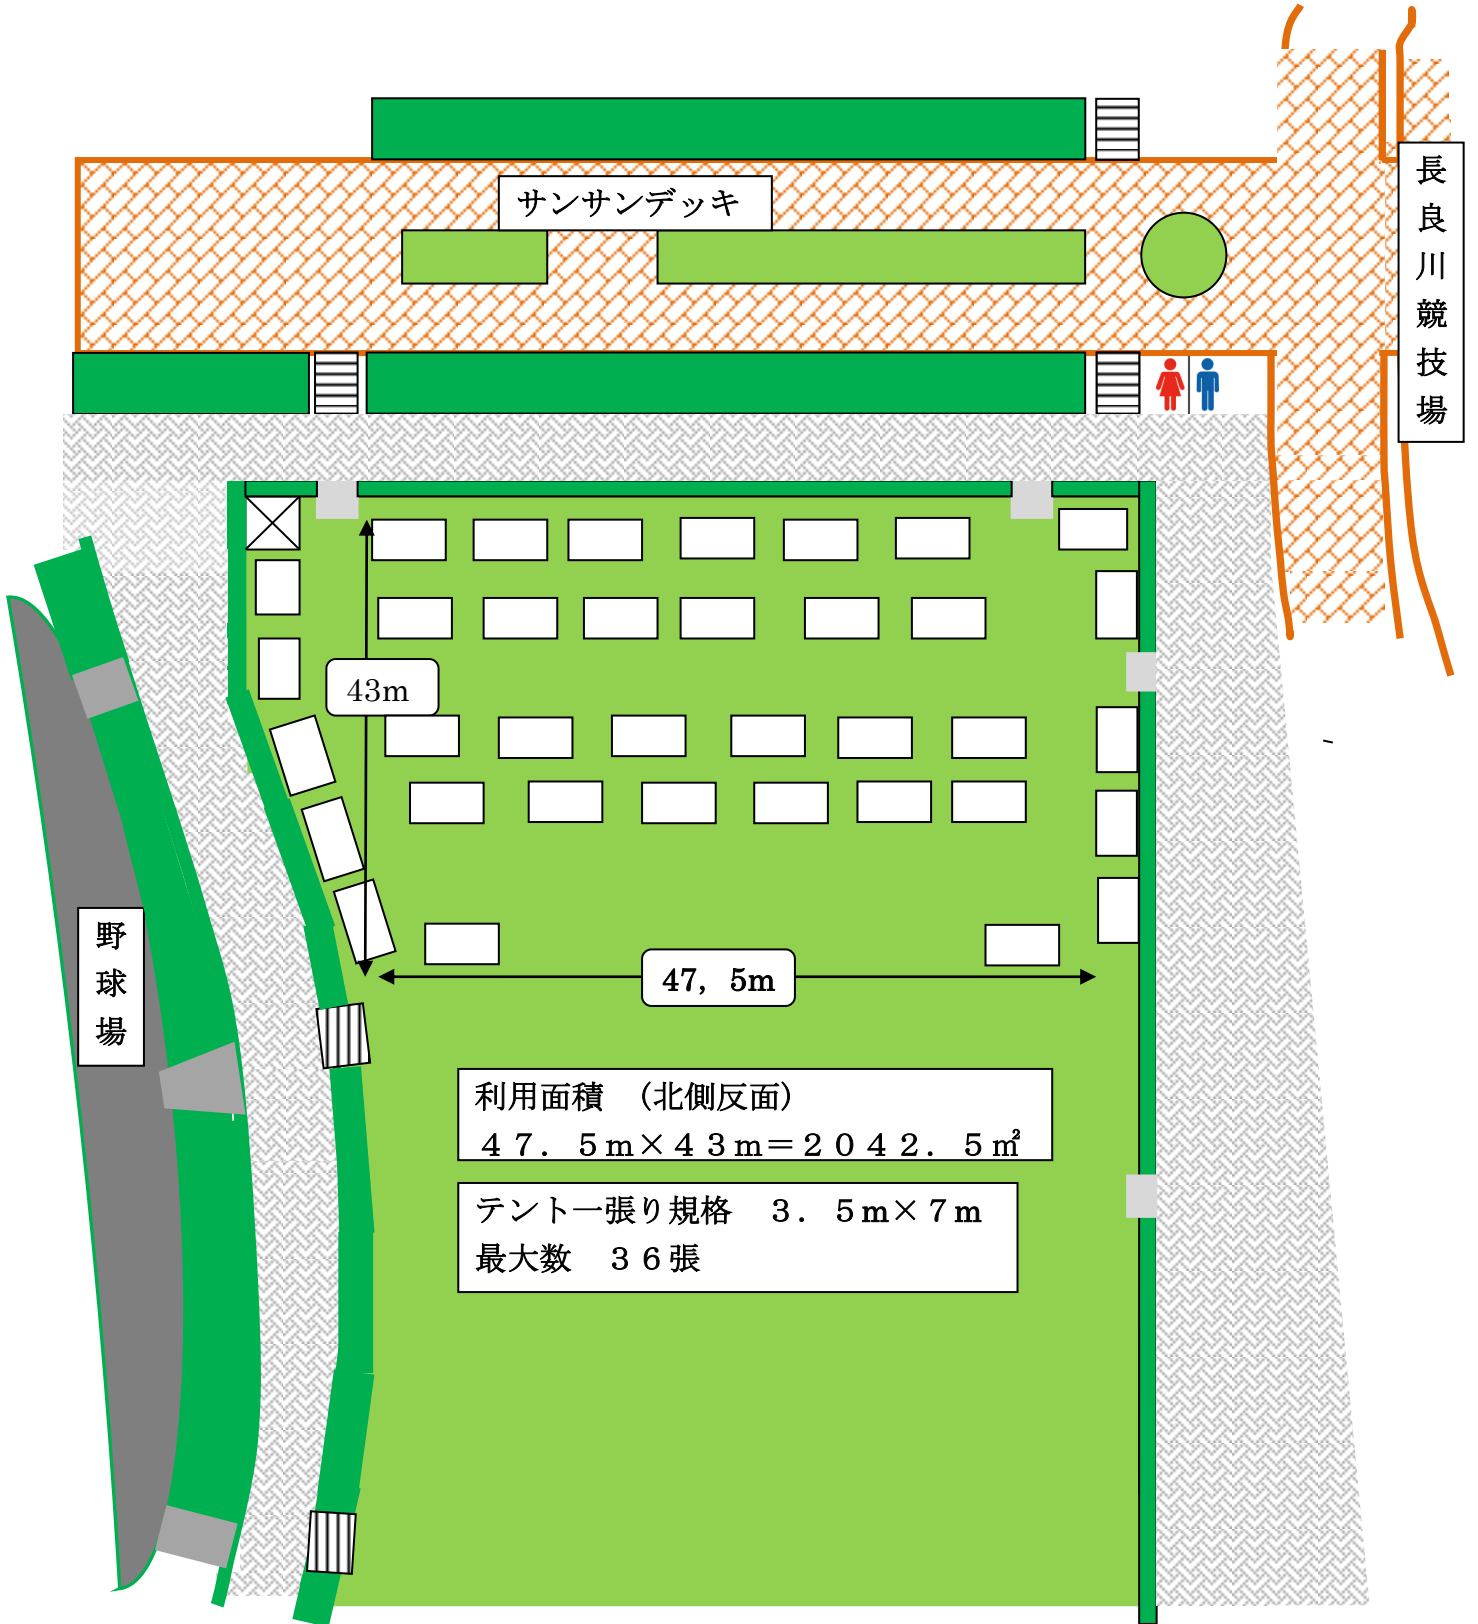 サンサンデッキ
長良川競技場
43m
野球場
47，5m
利用面積　（北側反面）
４７．５ｍ×４３ｍ＝２０４２．５㎡
テント一張り規格　３．５ｍ×７ｍ
最大数　３６張